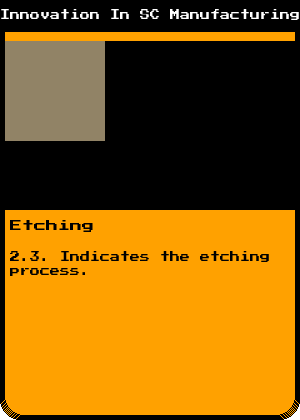 Innovation In SC Manufacturing
Etching
2.3. Indicates the etching
process.